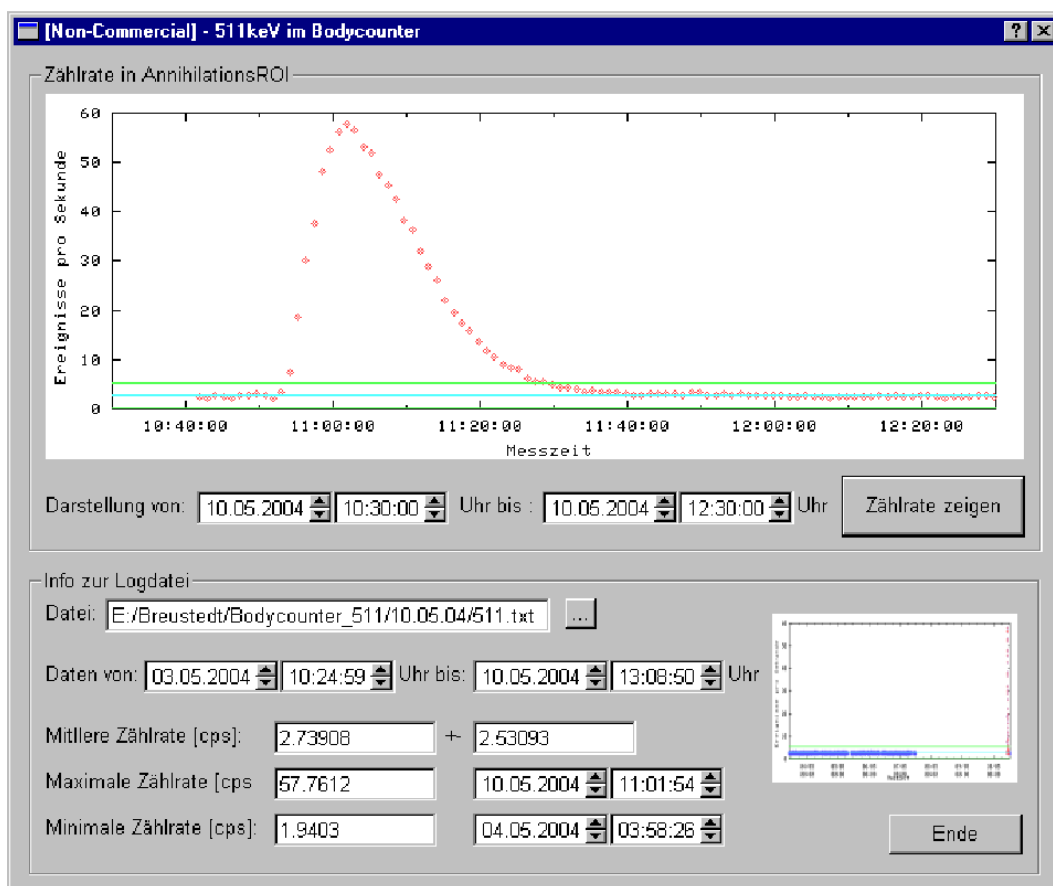 [Non-Commercial] - 511keV im Bodycounter
Zählrate in AnnihilationsROI
Ereignisse pro Sekunde
60
50
40
30
20
10
0
10:40:00 11:00:00 11:20:00 11:40:00 12:00:00 12:20:00
Messzeit
Darstellung von: 10.05.2004 10:30:00 Uhr bis : 10.05.2004 12:30:00 Uhr Zählrate zeigen
Info zur Logdatei
Datei: E:/Breustedt/Bodycounter_511/10.05.04/511.txt ...
Daten von: 03.05.2004 10:24:59 Uhr bis: 10.05.2004 13:08:50 Uhr
Mitllere Zählrate [cps]: 2.73908 +- 2.53093
Maximale Zählrate [cps 57.7612 10.05.2004 11:01:54
Minimale Zählrate [cps]: 1.9403 04.05.2004 03:58:26
Ende